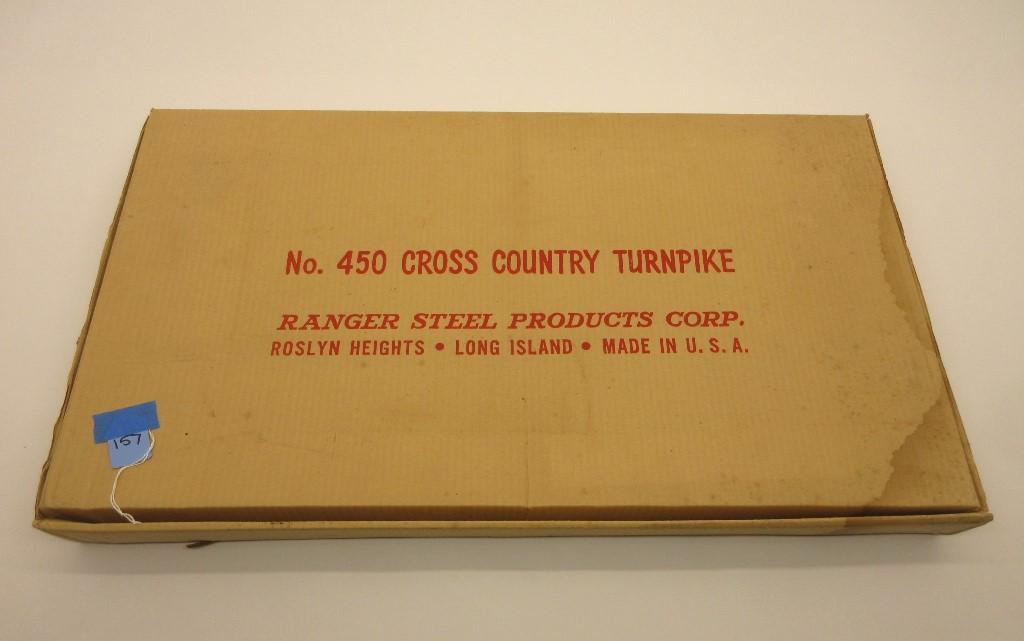 No. 450 CROSS COUNTRY TURNPIKE
RANGER STEEL PRODUCTS CORP.
ROSLYN HEIGHTS • LONG ISLAND • MADE IN U. S. A.
157